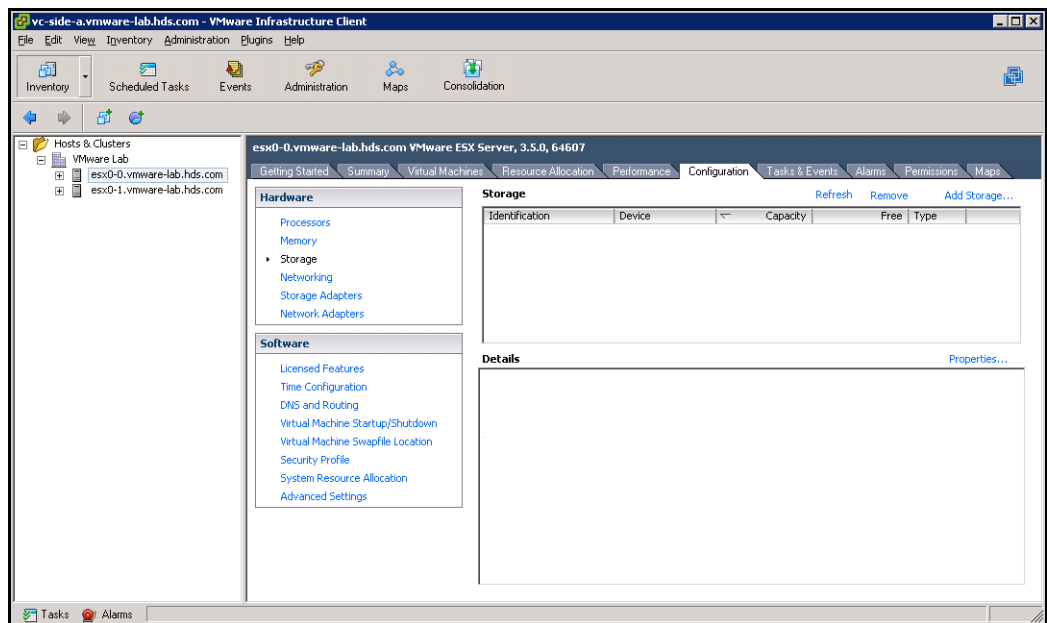 vc-side-a.vmware-lab.hds.com - VMware Infrastructure Client
File Edit View Inventory Administration Plugins Help
Inventory Scheduled Tasks Events Administration Maps Consolidation
Hosts & Clusters
VMware Lab
esx0-0.vmware-lab.hds.com
esx0-1.vmware-lab.hds.com
esx0-0.vmware-lab.hds.com VMware ESX Server, 3.5.0, 64607
Getting Started Summary Virtual Machines Resource Allocation Performance Configuration Tasks & Events Alarms Permissions Maps
Hardware
Processors
Memory
Storage
Networking
Storage Adapters
Network Adapters
Software
Licensed Features
Time Configuration
DNS and Routing
Virtual Machine Startup/Shutdown
Virtual Machine Swapfile Location
Security Profile
System Resource Allocation
Advanced Settings
Storage Refresh Remove Add Storage...
Identification Device Capacity Free Type
Details Properties...
Tasks Alarms